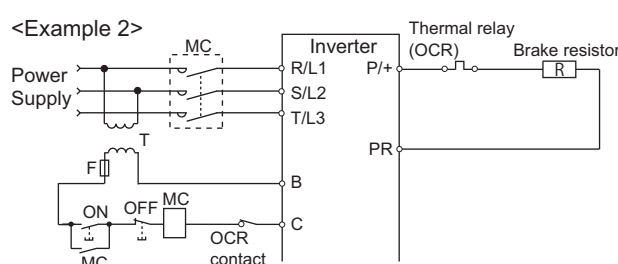 <Example 2>
MC
Power
Supply
Inverter
R/L1
S/L2
T/L3
P/+
PR
Thermal relay
(OCR)
Brake resistor
R
T
F
B
ON
OFF
MC
C
OCR
contact
MC